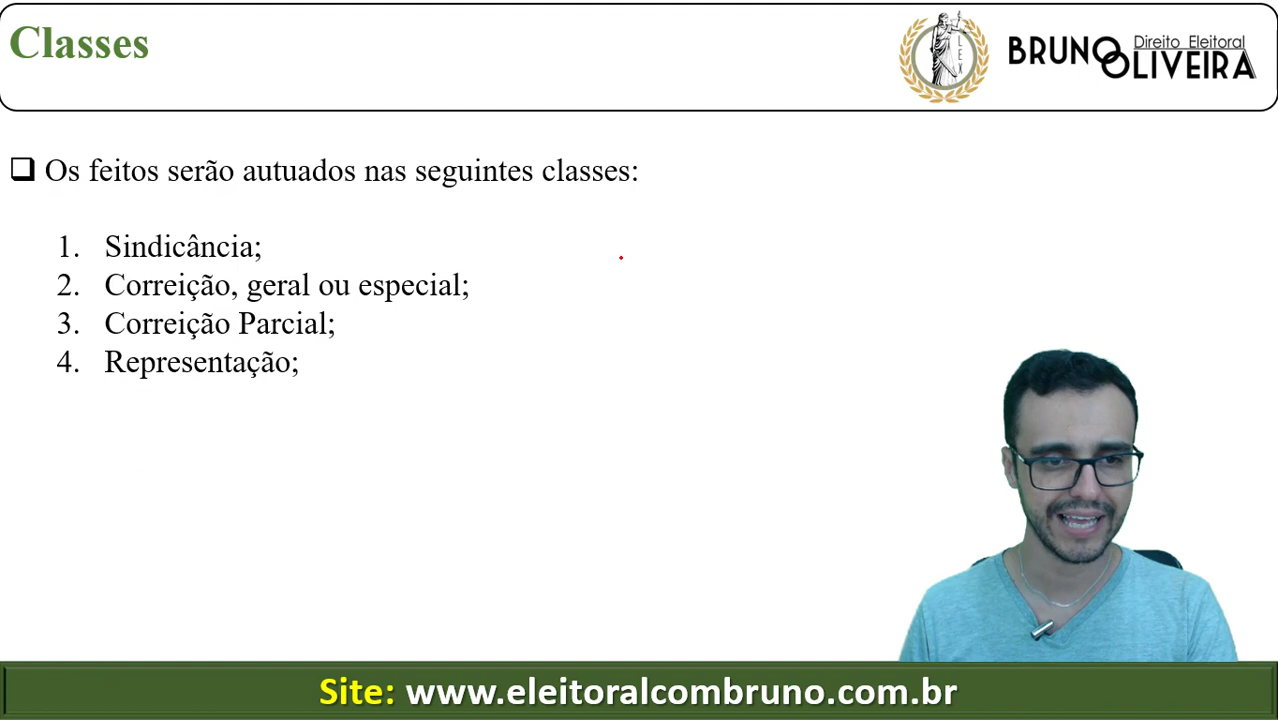 Classes
LEX
BRUNO Direito Eleitoral
OLIVEIRA
❑ Os feitos serão autuados nas seguintes classes:
1. Sindicância;
2. Correição, geral ou especial;
3. Correição Parcial;
4. Representação;
Site: www.eleitoralcombruno.com.br